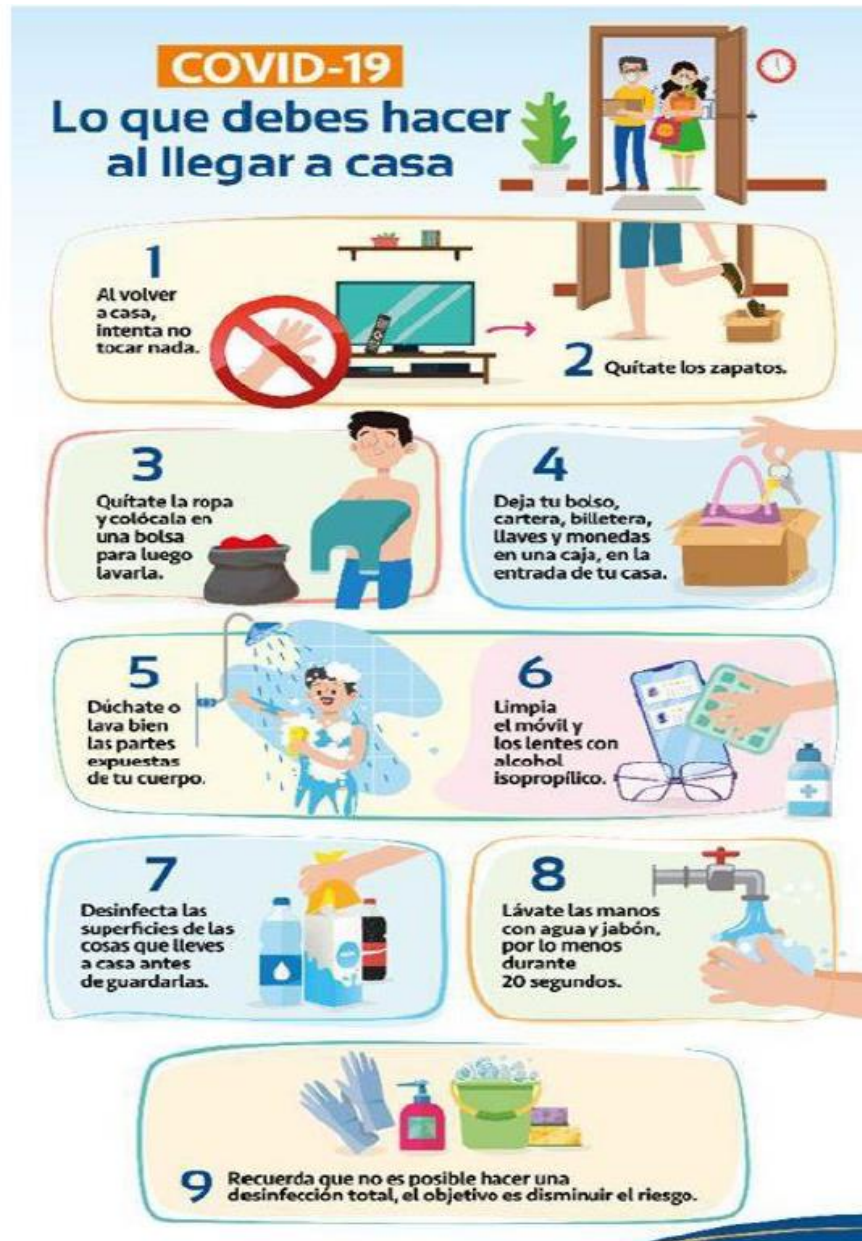 COVID-19
Lo que debes hacer
al llegar a casa
1
Al volver
a casa,
intenta no
tocar nada.
2 Quítate los zapatos.
3
Quítate la ropa
y colócala en
una bolsa
para luego
lavarla.
4
Deja tu bolso,
cartera, billetera,
llaves y monedas
en una caja, en la
entrada de tu casa.
5
Dúchate o
lava bien
las partes
expuestas
de tu cuerpo.
6
Limpia
el móvil y
los lentes con
alcohol
isopropílico.
7
Desinfecta las
superficies de las
cosas que lleves
a casa antes
de guardarlas.
8
Lávate las manos
con agua y jabón,
por lo menos
durante
20 segundos.
9 Recuerda que no es posible hacer una
desinfección total, el objetivo es disminuir el riesgo.